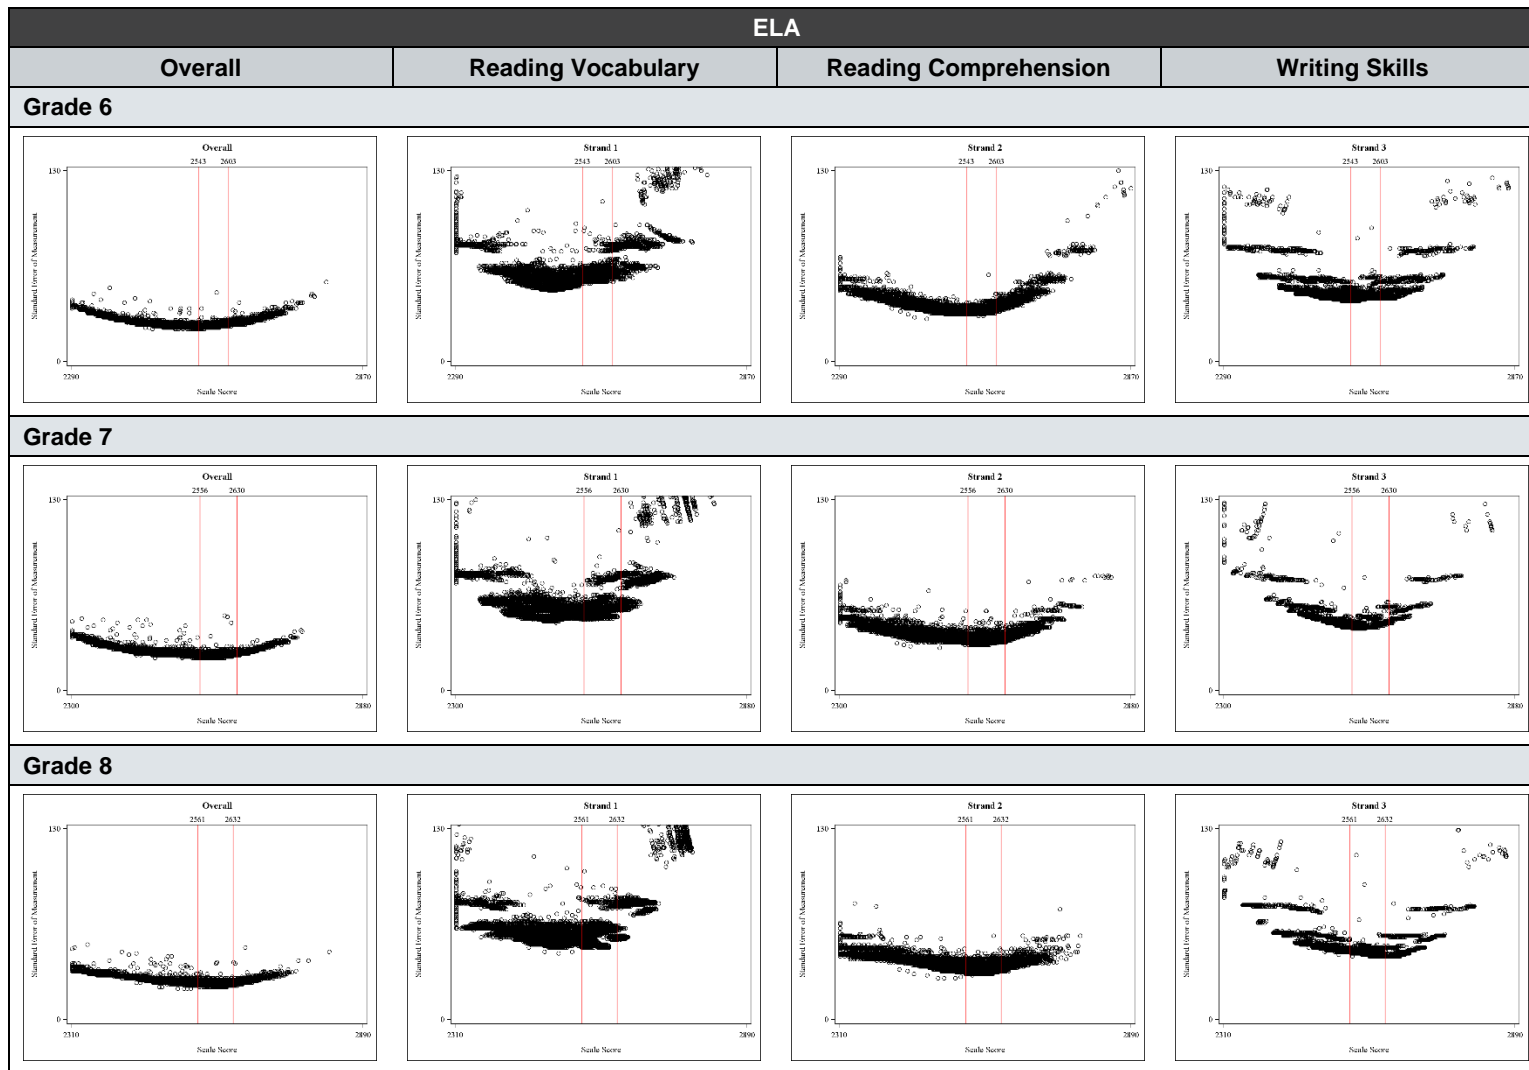 ELA
Overall Reading Vocabulary Reading Comprehension Writing Skills
Grade 6
Overall
2543 2603
130
Standard Error of Measurement
0
2290 2870
Scale Score
Strand 1
2543 2603
130
Standard Error of Measurement
0
2290 2870
Scale Score
Strand 2
2543 2603
130
Standard Error of Measurement
0
2290 2870
Scale Score
Strand 3
2543 2603
130
Standard Error of Measurement
0
2290 2870
Scale Score
Grade 7
Overall
2556 2630
130
Standard Error of Measurement
0
2300 2880
Scale Score
Strand 1
2556 2630
130
Standard Error of Measurement
0
2300 2880
Scale Score
Strand 2
2556 2630
130
Standard Error of Measurement
0
2300 2880
Scale Score
Strand 3
2556 2630
130
Standard Error of Measurement
0
2300 2880
Scale Score
Grade 8
Overall
2561 2632
130
Standard Error of Measurement
0
2310 2890
Scale Score
Strand 1
2561 2632
130
Standard Error of Measurement
0
2310 2890
Scale Score
Strand 2
2561 2632
130
Standard Error of Measurement
0
2310 2890
Scale Score
Strand 3
2561 2632
130
Standard Error of Measurement
0
2310 2890
Scale Score